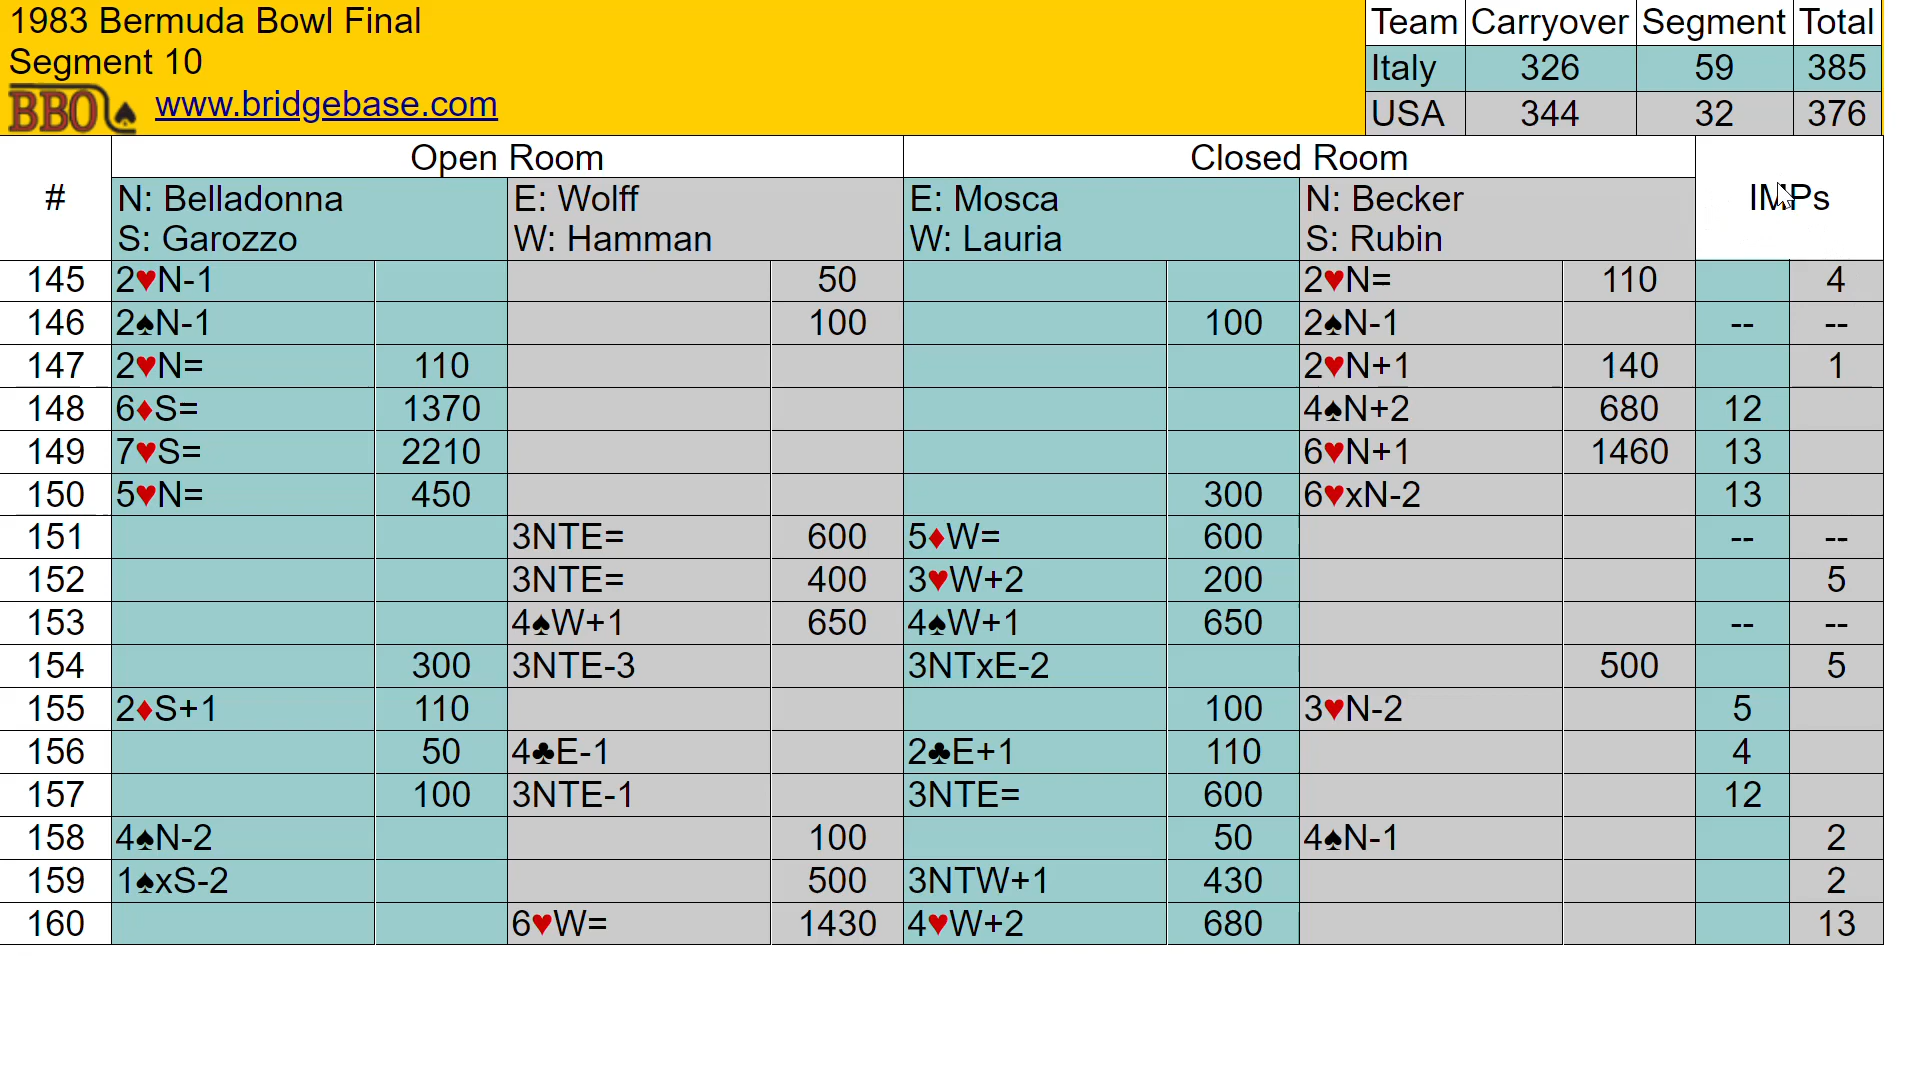 1983 Bermuda Bowl Final
Segment 10
BBO♠ www.bridgebase.com
Team Carryover Segment Total
Italy 326 59 385
USA 344 32 376
# Open Room Closed Room IMPs
N: Belladonna E: Wolff E: Mosca N: Becker
S: Garozzo W: Hamman W: Lauria S: Rubin
145 2♥N-1 50 2♥N= 110 4
146 2♠N-1 100 100 2♠N-1 -- --
147 2♥N= 110 2♥N+1 140 1
148 6♦S= 1370 4♠N+2 680 12
149 7♥S= 2210 6♥N+1 1460 13
150 5♥N= 450 300 6♥xN-2 13
151 3NTE= 600 5♦W= 600 -- --
152 3NTE= 400 3♥W+2 200 5
153 4♠W+1 650 4♠W+1 650 -- --
154 300 3NTE-3 3NTxE-2 500 5
155 2♦S+1 110 100 3♥N-2 5
156 50 4♣E-1 2♣E+1 110 4
157 100 3NTE-1 3NTE= 600 12
158 4♠N-2 100 50 4♠N-1 2
159 1♠xS-2 500 3NTW+1 430 2
160 6♥W= 1430 4♥W+2 680 13